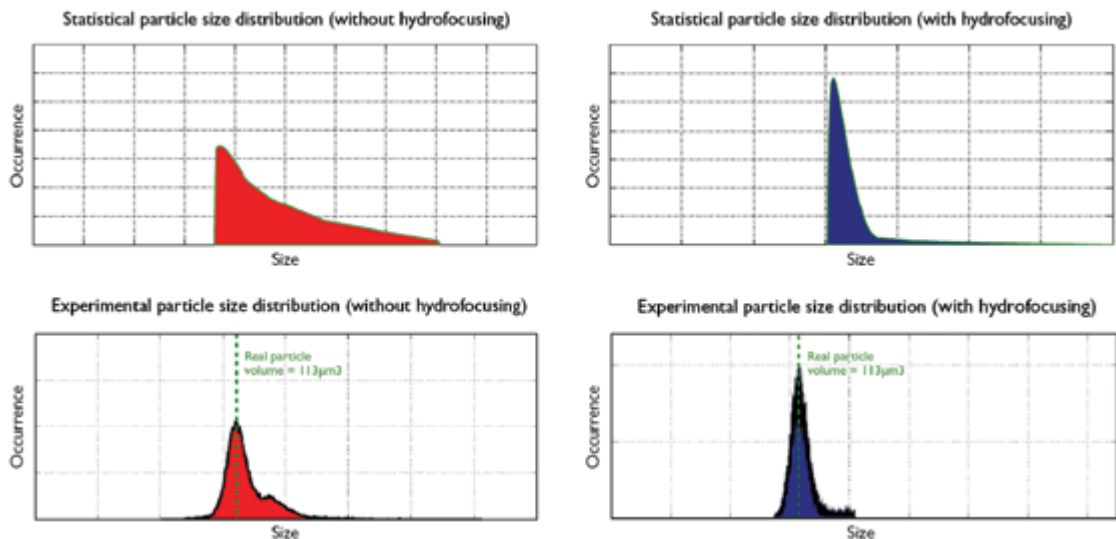 Statistical particle size distribution (without hydrofocusing)
Occurrence
Size
Statistical particle size distribution (with hydrofocusing)
Occurrence
Size
Experimental particle size distribution (without hydrofocusing)
Real particle
volume = 113µm3
Occurrence
Size
Experimental particle size distribution (with hydrofocusing)
Real particle
volume = 113µm3
Occurrence
Size